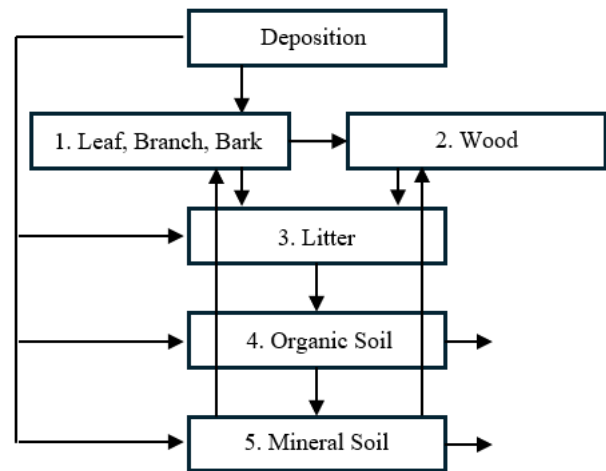 Deposition
1. Leaf, Branch, Bark
2. Wood
3. Litter
4. Organic Soil
5. Mineral Soil